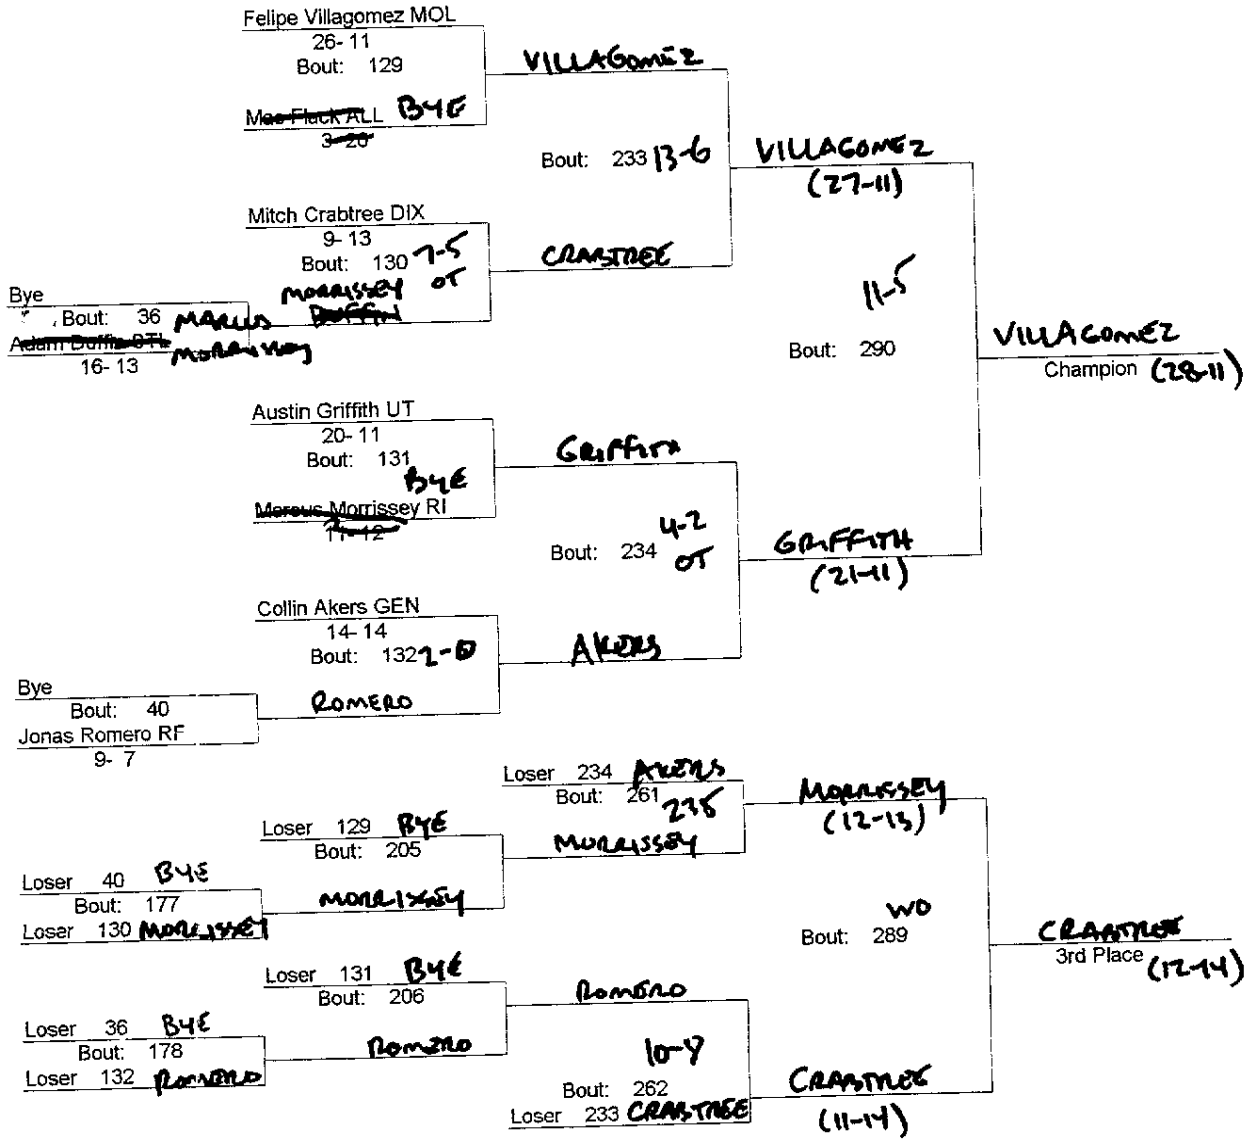 Felipe Villagomez MOL
26- 11
Bout: 129
VILLAGOMEZ
Mac Fluck ALL BYE
3-20
Bout: 233 13-6
VILLAGOMEZ
(27-11)
Mitch Crabtree DIX
9- 13
Bout: 130 7-5
OT
CRABTREE
MORRISSEY
DUFFIN
Bye
Bout: 36 MARCUS
Adam Duffin BTL MORRISSEY
16- 13
11-5
Bout: 290
VILLAGOMEZ
Champion (28-11)
Austin Griffith UT
20- 11
Bout: 131
BYE
GRIFFITH
Marcus Morrissey RI
11-12
Bout: 234 4-2
OT
GRIFFITH
(21-11)
Collin Akers GEN
14- 14
Bout: 132 2-0
AKERS
Bye
Bout: 40
ROMERO
Jonas Romero RF
9- 7
Loser 234 AKERS
Bout: 261
235
MORRISSEY
(12-13)
Loser 129 BYE
Bout: 205
MORRISSEY
Loser 40 BYE
Bout: 177
MORRISSEY
Loser 130 MORRISSEY
WO
Bout: 289
CRABTREE
3rd Place (12-14)
Loser 131 BYE
Bout: 206
ROMERO
Loser 36 BYE
Bout: 178
ROMERO
Loser 132 ROMERO
Bout: 262
Loser 233 CRABTREE
CRABTREE
(11-14)